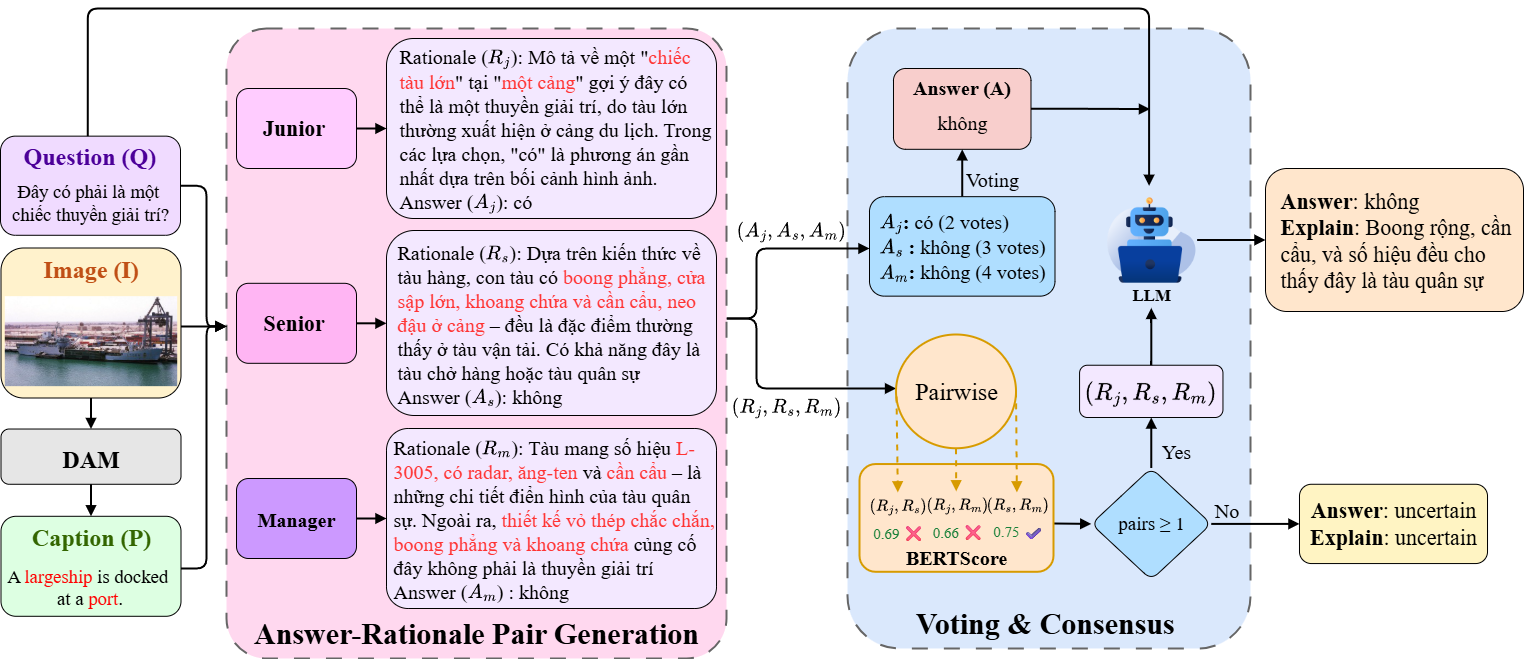 Question (Q)
Đây có phải là một
chiếc thuyền giải trí?
Image (I)
DAM
Caption (P)
A largeship is docked
at a port.
Junior
Rationale (R_j): Mô tả về một "chiếc
tàu lớn" tại "một cảng" gợi ý đây có
thể là một thuyền giải trí, do tàu lớn
thường xuất hiện ở cảng du lịch. Trong
các lựa chọn, "có" là phương án gần
nhất dựa trên bối cảnh hình ảnh.
Answer (A_j): có
Senior
Rationale (R_s): Dựa trên kiến thức về
tàu hàng, con tàu có boong phẳng, cửa
sập lớn, khoang chứa và cần cẩu, neo
đậu ở cảng – đều là đặc điểm thường
thấy ở tàu vận tải. Có khả năng đây là
tàu chở hàng hoặc tàu quân sự
Answer (A_s): không
Manager
Rationale (R_m): Tàu mang số hiệu L-
3005, có radar, ăng-ten và cần cẩu – là
những chi tiết điển hình của tàu quân
sự. Ngoài ra, thiết kế vỏ thép chắc chắn,
boong phẳng và khoang chứa củng cố
đây không phải là thuyền giải trí
Answer (A_m) : không
Answer-Rationale Pair Generation
(A_j, A_s, A_m)
(R_j, R_s, R_m)
Answer (A)
không
Voting
A_j: có (2 votes)
A_s : không (3 votes)
A_m: không (4 votes)
Pairwise
(R_j, R_s)(R_j, R_m)(R_s, R_m)
0.69 ❌ 0.66 ❌ 0.75 ✔
BERTScore
LLM
(R_j, R_s, R_m)
Yes
pairs ≥ 1
No
Voting & Consensus
Answer: không
Explain: Boong rộng, cần
cẩu, và số hiệu đều cho
thấy đây là tàu quân sự
Answer: uncertain
Explain: uncertain